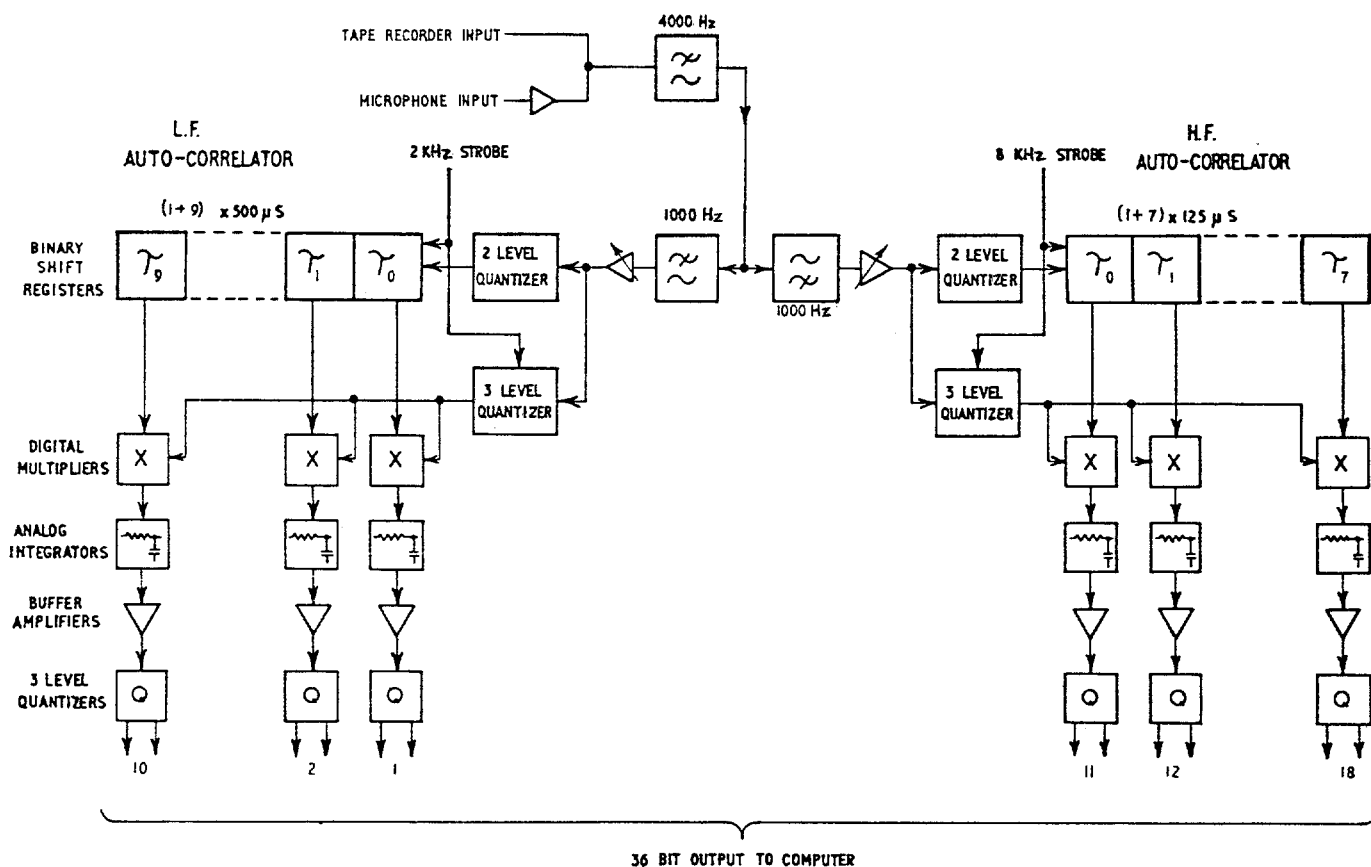 4000 Hz
TAPE RECORDER INPUT
MICROPHONE INPUT
L.F.
AUTO-CORRELATOR
2 KHz STROBE
8 KHz STROBE
H.F.
AUTO-CORRELATOR
(1+9) x 500 μS
1000 Hz
(1+7) x 125 μS
BINARY
SHIFT
REGISTERS
τ9
τ1
τ0
2 LEVEL
QUANTIZER
1000 Hz
2 LEVEL
QUANTIZER
τ0
τ1
τ7
3 LEVEL
QUANTIZER
3 LEVEL
QUANTIZER
DIGITAL
MULTIPLIERS
X
X
X
X
X
X
ANALOG
INTEGRATORS
BUFFER
AMPLIFIERS
3 LEVEL
QUANTIZERS
Q
Q
Q
Q
Q
Q
10
2
1
11
12
18
36 BIT OUTPUT TO COMPUTER